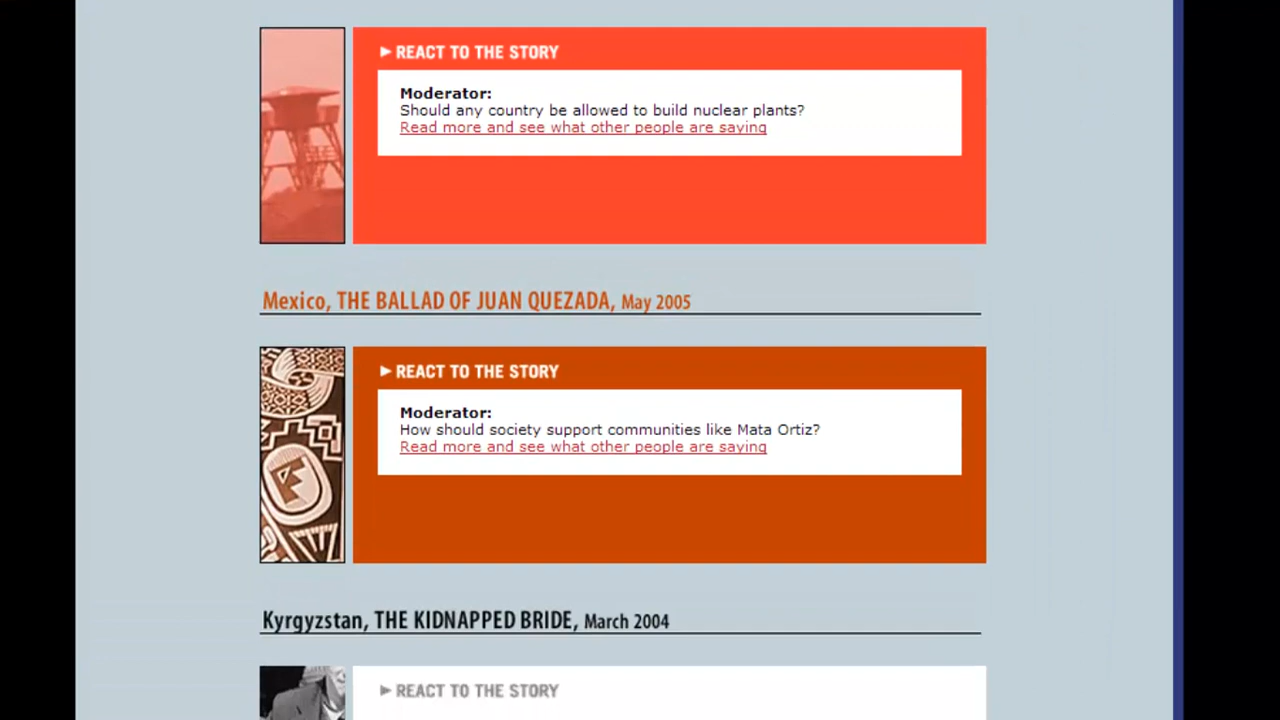 ► REACT TO THE STORY
Moderator:
Should any country be allowed to build nuclear plants?
Read more and see what other people are saying
Mexico, THE BALLAD OF JUAN QUEZADA, May 2005
► REACT TO THE STORY
Moderator:
How should society support communities like Mata Ortiz?
Read more and see what other people are saying
Kyrgyzstan, THE KIDNAPPED BRIDE, March 2004
► REACT TO THE STORY